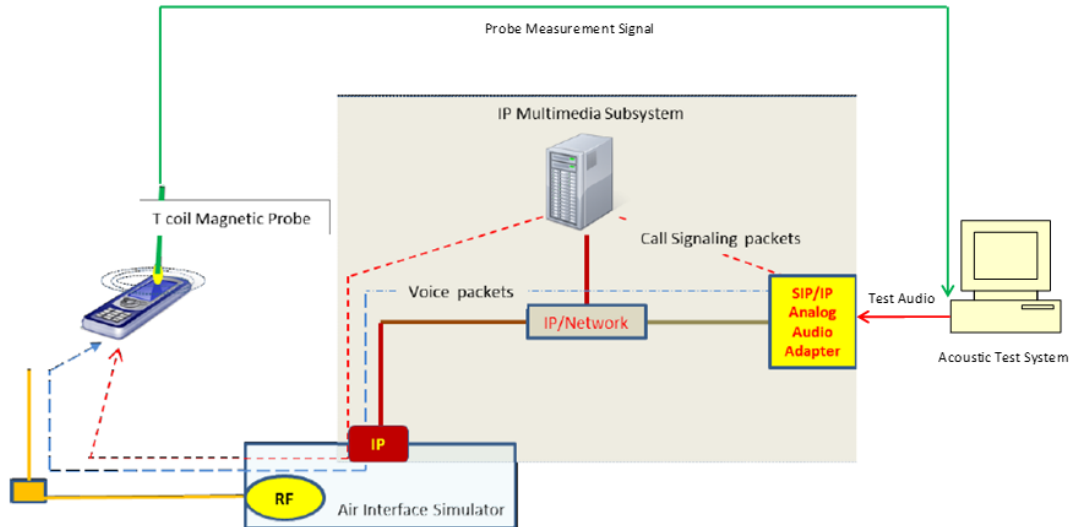 Probe Measurement Signal
IP Multimedia Subsystem
T coil Magnetic Probe
Call Signaling packets
Voice packets
IP/Network
SIP/IP
Analog
Audio
Adapter
Test Audio
Acoustic Test System
IP
RF
Air Interface Simulator